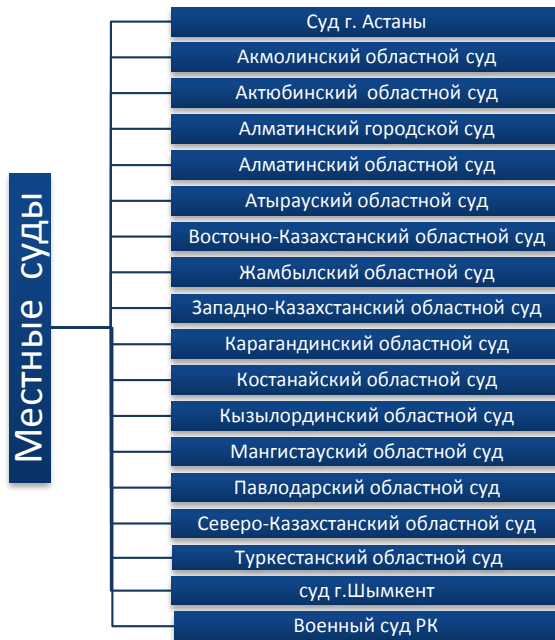 Местные суды
Суд г. Астаны
Акмолинский областной суд
Актюбинский областной суд
Алматинский городской суд
Алматинский областной суд
Атырауский областной суд
Восточно-Казахстанский областной суд
Жамбылский областной суд
Западно-Казахстанский областной суд
Карагандинский областной суд
Костанайский областной суд
Кызылординский областной суд
Мангистауский областной суд
Павлодарский областной суд
Северо-Казахстанский областной суд
Туркестанский областной суд
суд г.Шымкент
Военный суд РК